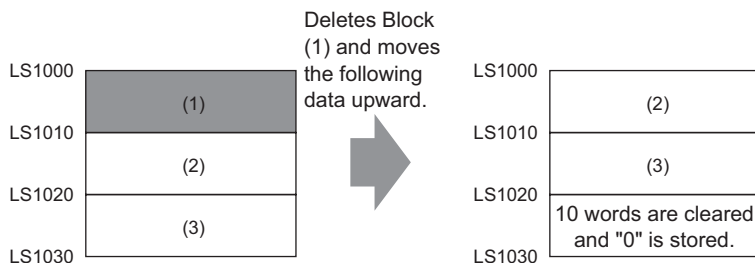 Deletes Block
(1) and moves
the following
data upward.
LS1000
(1)
LS1010
(2)
LS1020
(3)
LS1030
LS1000
(2)
LS1010
(3)
LS1020
10 words are cleared
and "0" is stored.
LS1030